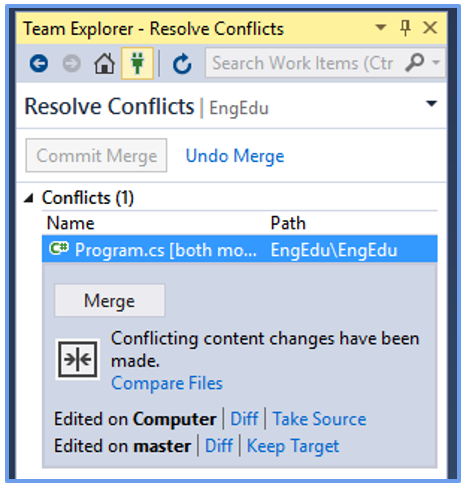 Team Explorer - Resolve Conflicts
Search Work Items (Ctr
Resolve Conflicts | EngEdu
Commit Merge Undo Merge
Conflicts (1)
Name Path
C# Program.cs [both mo... EngEdu\EngEdu
Merge
Conflicting content changes have been
made.
Compare Files
Edited on Computer | Diff | Take Source
Edited on master | Diff | Keep Target